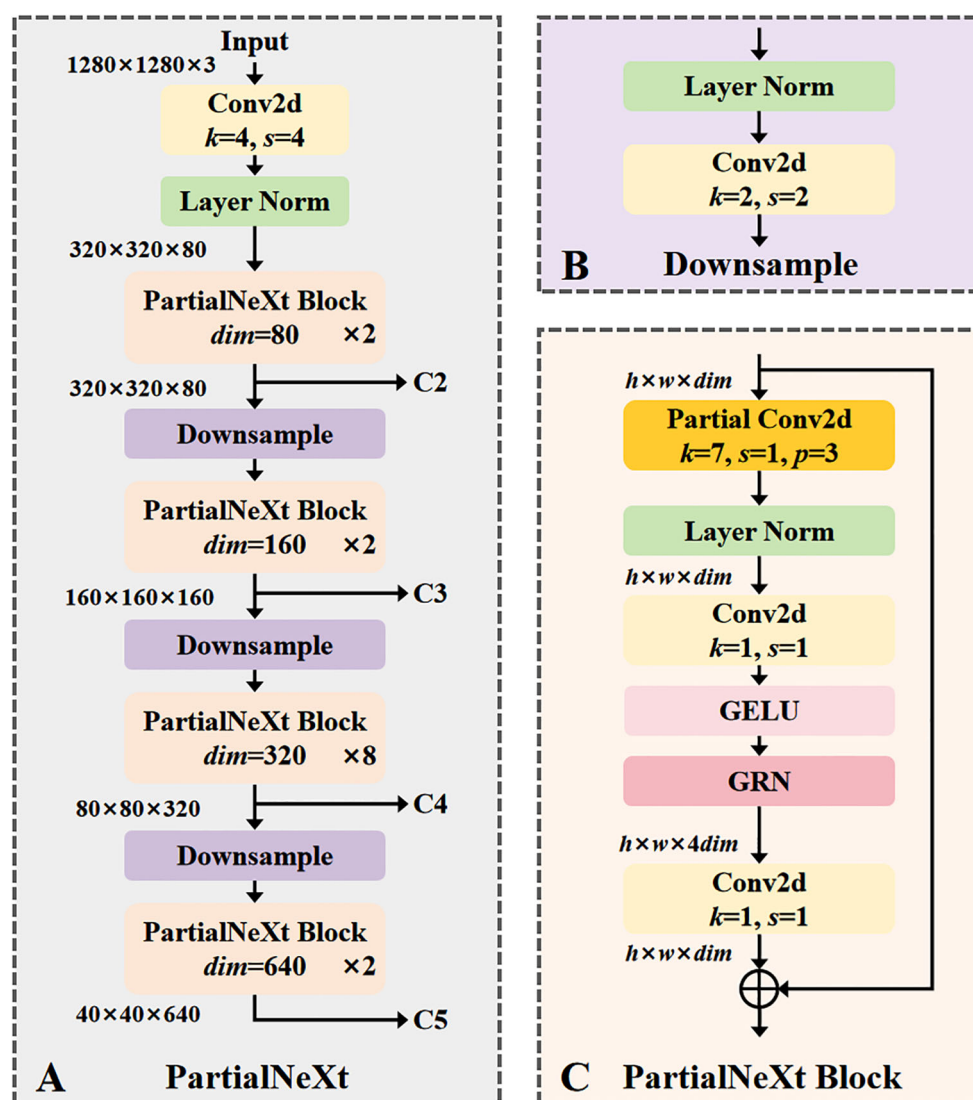 Input
1280×1280×3
Conv2d
k=4, s=4
Layer Norm
320×320×80
PartialNeXt Block
dim=80 ×2
C2
320×320×80
Downsample
PartialNeXt Block
dim=160 ×2
C3
160×160×160
Downsample
PartialNeXt Block
dim=320 ×8
C4
80×80×320
Downsample
PartialNeXt Block
dim=640 ×2
40×40×640
C5
A PartialNeXt
Layer Norm
Conv2d
k=2, s=2
B Downsample
h×w×dim
Partial Conv2d
k=7, s=1, p=3
Layer Norm
h×w×dim
Conv2d
k=1, s=1
GELU
GRN
h×w×4dim
Conv2d
k=1, s=1
h×w×dim
C PartialNeXt Block